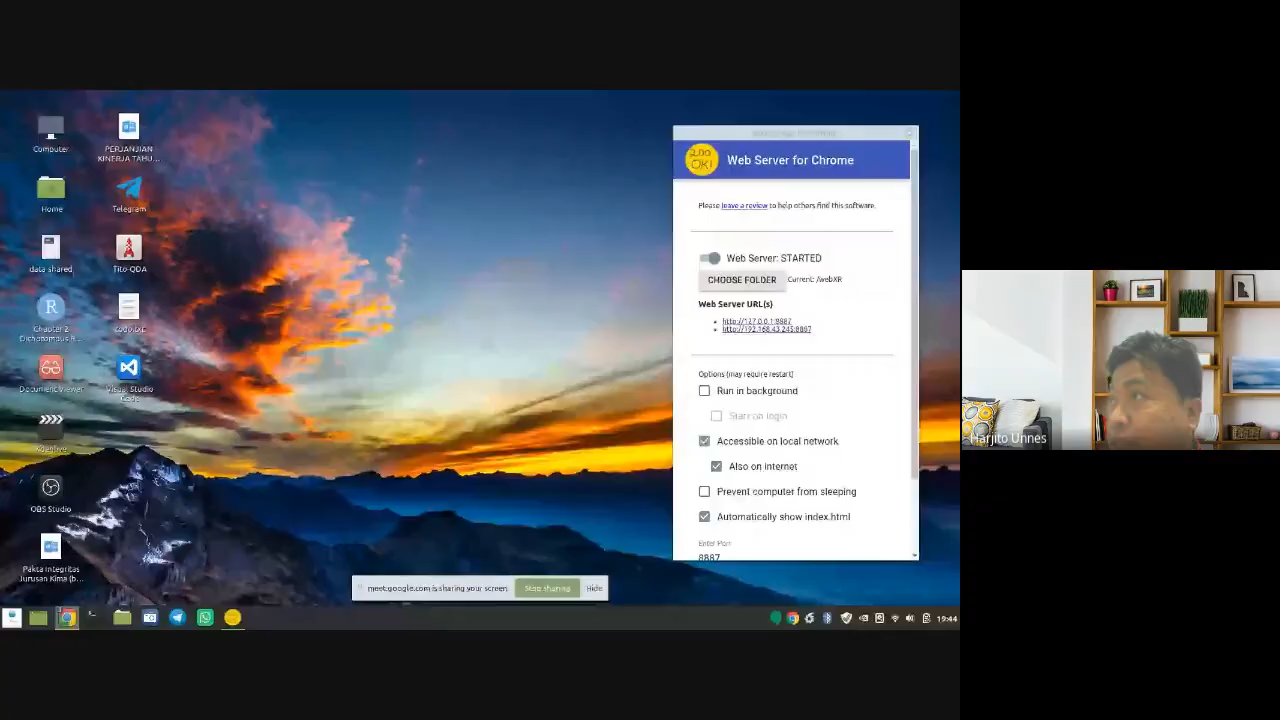 Computer
PERJANJIAN
KINERJA TAHU...
Home
Telegram
data shared
Tito-QDA
Chapter 2
Dichotomous R...
Document Viewer
Visual Studio
Code
OBS Studio
Pakta Integritas
Jurusan Kimia (b...
200
OK!
Web Server for Chrome
Please leave a review to help others find this software.
Web Server: STARTED
CHOOSE FOLDER
Current: /webXR
Web Server URL(s)
http://127.0.0.1:8887
http://192.168.43.245:8887
Options (may require restart)
Run in background
Start on login
Accessible on local network
Also on internet
Prevent computer from sleeping
Automatically show index.html
Enter Port
8887
meet.google.com is sharing your screen
Stop sharing
Hide
19:44
Harjito Unnes